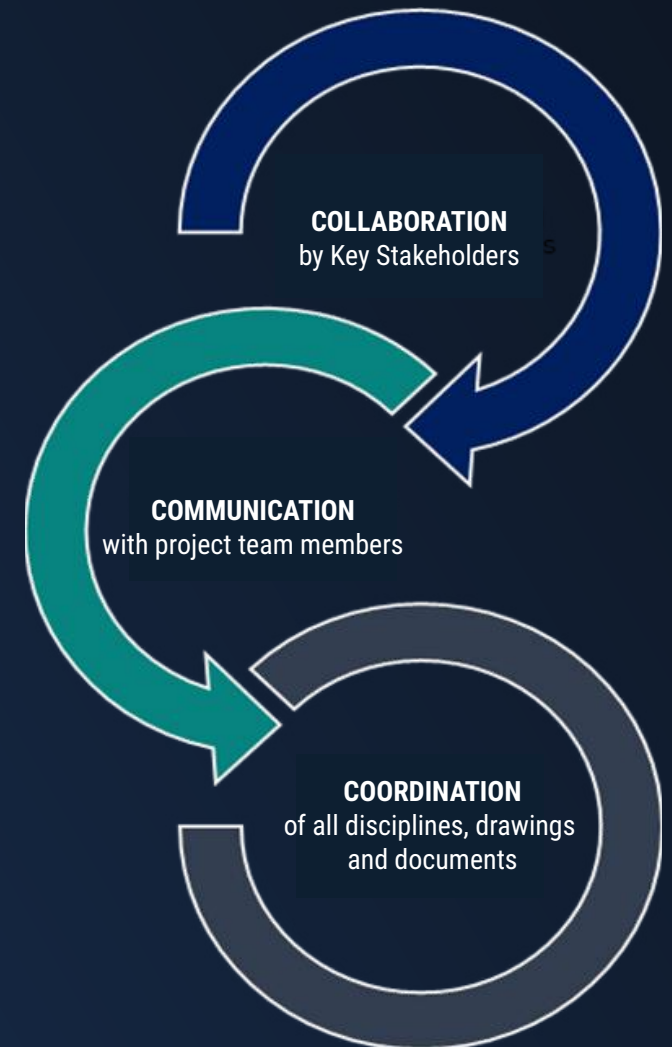 COLLABORATION
by Key Stakeholders
COMMUNICATION
with project team members
COORDINATION
of all disciplines, drawings
and documents